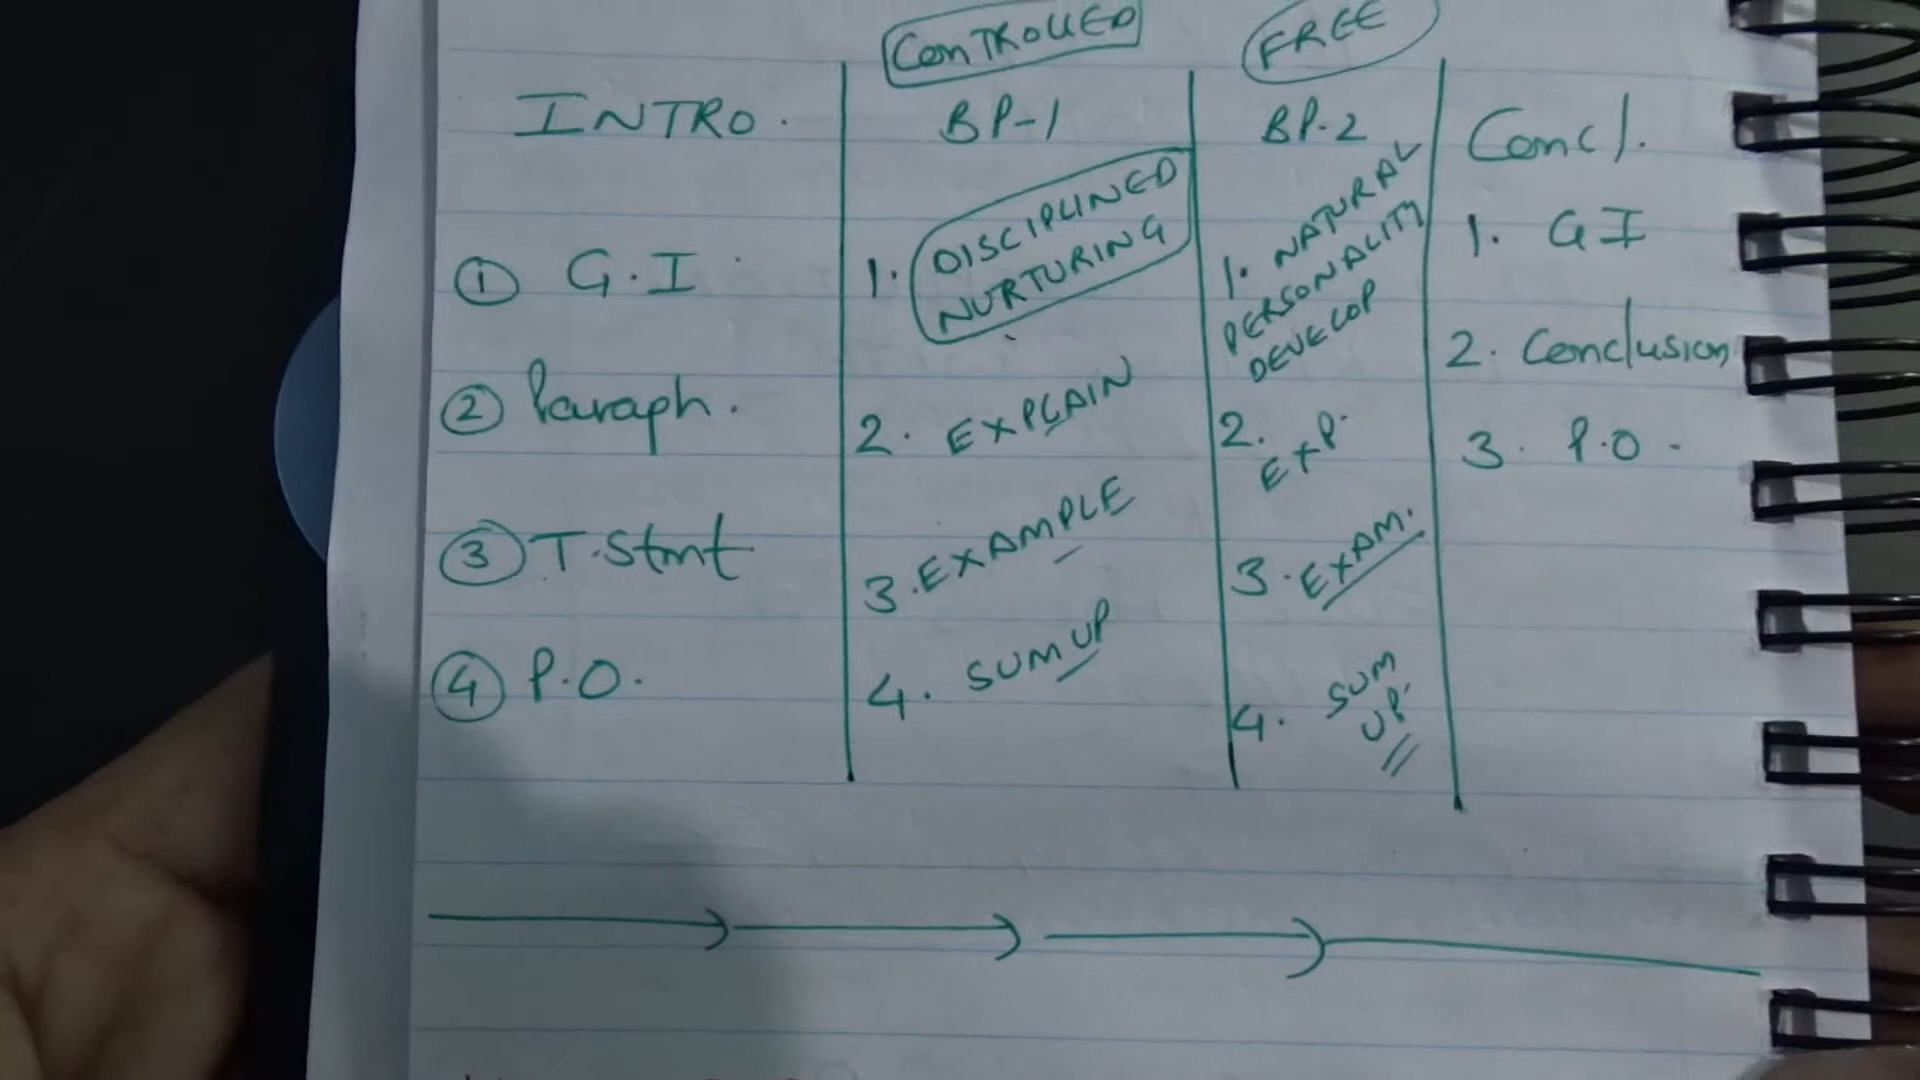 CONTROLLED
FREE
INTRO.
① G.I
② Paraph.
③ T.Stmt
④ P.O.
BP-1
1. DISCIPLINED
NURTURING
2. EXPLAIN
3. EXAMPLE
4. SUM UP
BP.2
1. NATURAL
PERSONALITY
DEVELOP
2. EXP.
3. EXAM.
4. SUM
UP.
Concl.
1. GI
2. Conclusion
3. P.O.